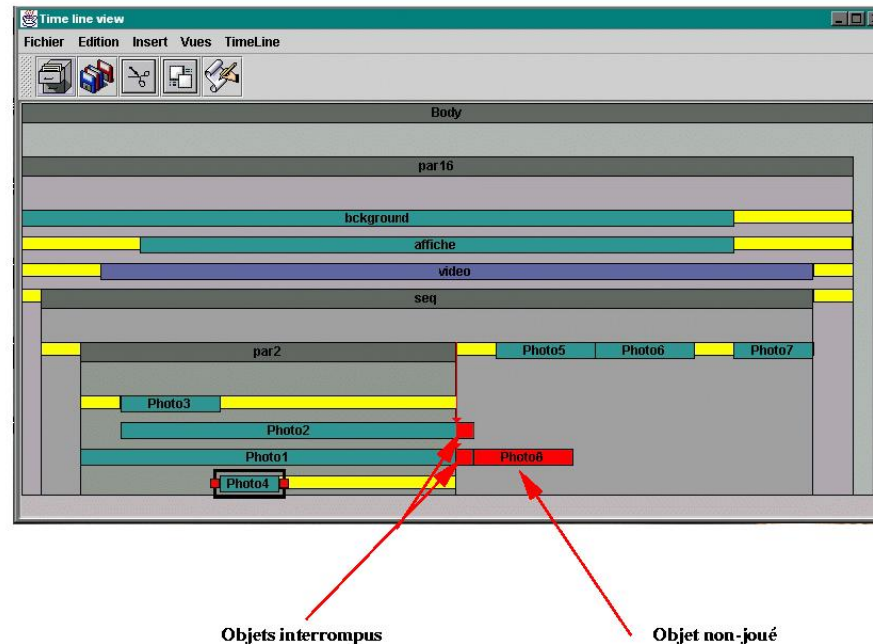 Time line view
Fichier Edition Insert Vues TimeLine
Body
par16
bckground
affiche
video
seq
par2
Photo5 Photo6 Photo7
Photo3
Photo2
Photo1 Photo8
Photo4
Objets interrompus Objet non-joué